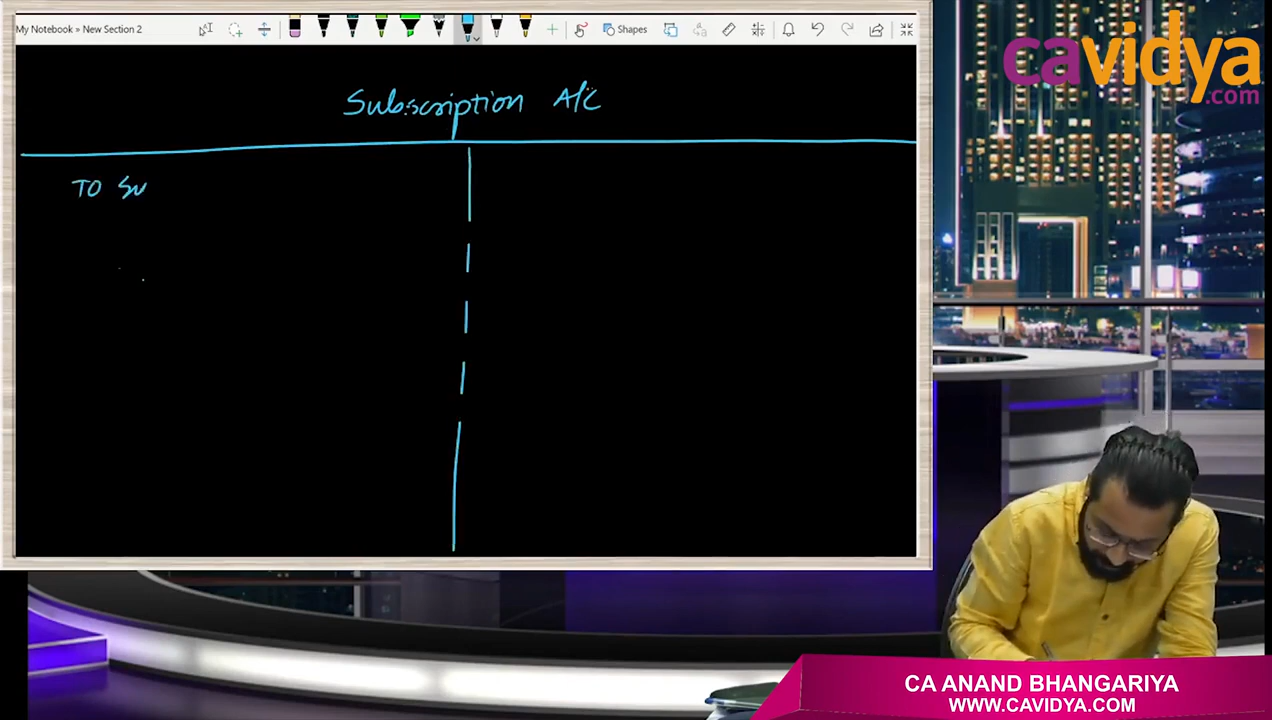 My Notebook » New Section 2
Shapes
cavidya
.com
Subscription A/C
TO Su
CA ANAND BHANGARIYA
WWW.CAVIDYA.COM